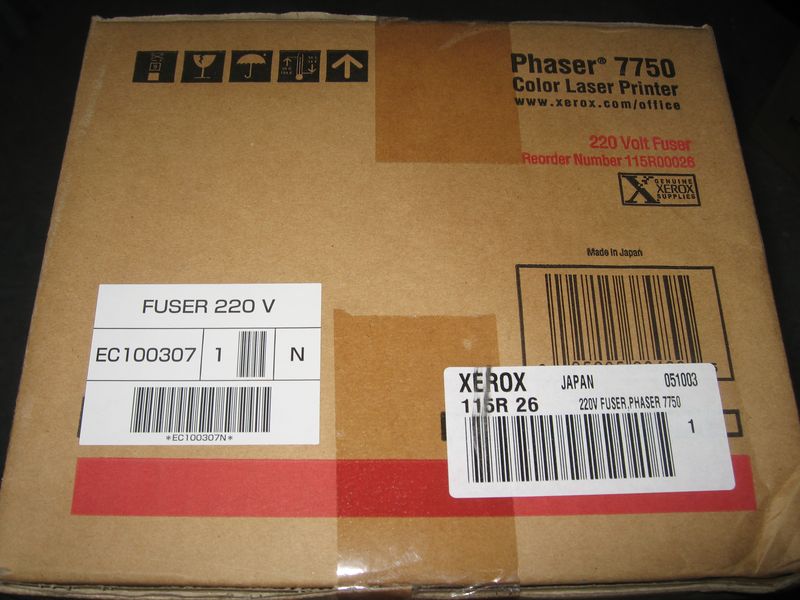 Phaser® 7750
Color Laser Printer
www.xerox.com/office
220 Volt Fuser
Reorder Number 115R00026
GENUINE
XEROX
SUPPLIES
Made in Japan
FUSER 220 V
EC100307 1 N
*EC100307N*
XEROX JAPAN 051003
115R 26 220V FUSER,PHASER 7750
1